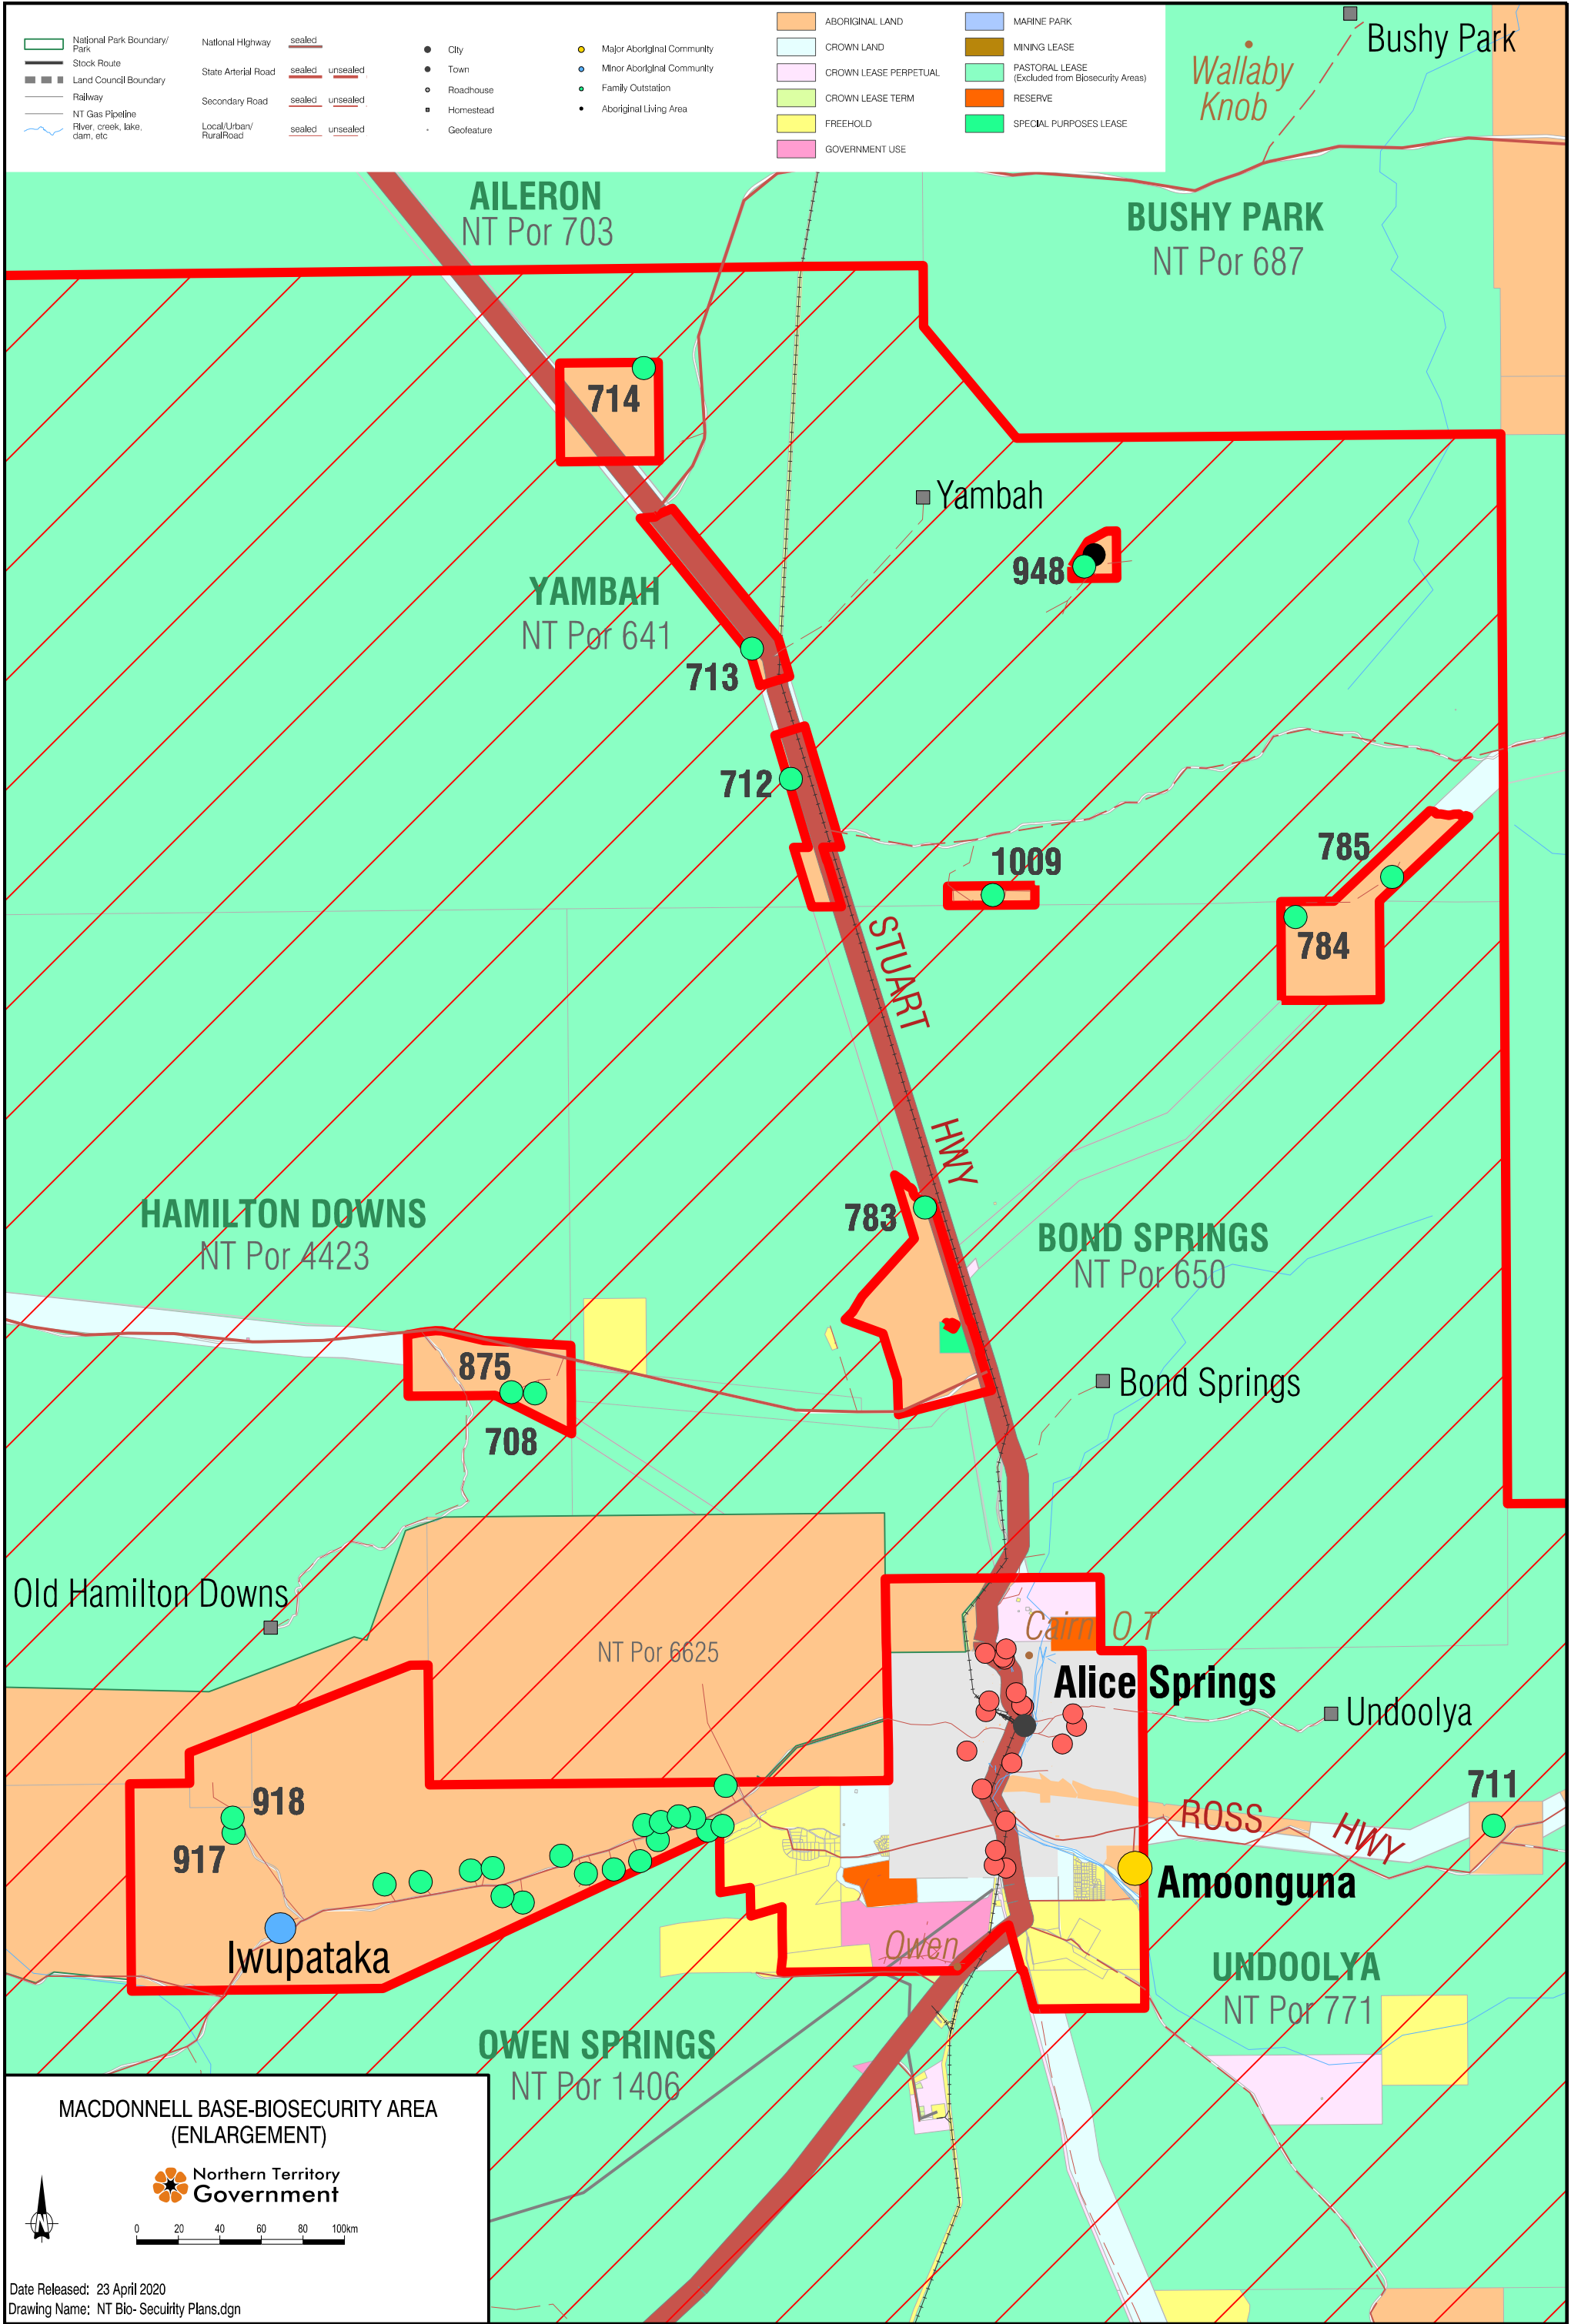 National Park Boundary/
Park
Stock Route
Land Council Boundary
Railway
NT Gas Pipeline
River, creek, lake,
dam, etc
National Highway sealed
State Arterial Road sealed unsealed
Secondary Road sealed unsealed
Local/Urban/
RuralRoad sealed unsealed
City
Town
Roadhouse
Homestead
Geofeature
Major Aboriginal Community
Minor Aboriginal Community
Family Outstation
Aboriginal Living Area
ABORIGINAL LAND
CROWN LAND
CROWN LEASE PERPETUAL
CROWN LEASE TERM
FREEHOLD
GOVERNMENT USE
MARINE PARK
MINING LEASE
PASTORAL LEASE
(Excluded from Biosecurity Areas)
RESERVE
SPECIAL PURPOSES LEASE
Bushy Park
Wallaby
Knob
AILERON
NT Por 703
BUSHY PARK
NT Por 687
714
Yambah
948
YAMBAH
NT Por 641
713
712
1009
785
784
STUART
HWY
HAMILTON DOWNS
NT Por 4423
783
BOND SPRINGS
NT Por 650
875
708
Bond Springs
Old Hamilton Downs
NT Por 6625
Cairn O T
Alice Springs
Undoolya
918
917
711
ROSS
HWY
Amoonguna
Iwupataka
Owen
UNDOOLYA
NT Por 771
OWEN SPRINGS
NT Por 1406
MACDONNELL BASE-BIOSECURITY AREA
(ENLARGEMENT)
Northern Territory
Government
N
0 20 40 60 80 100km
Date Released: 23 April 2020
Drawing Name: NT Bio- Secuirity Plans.dgn